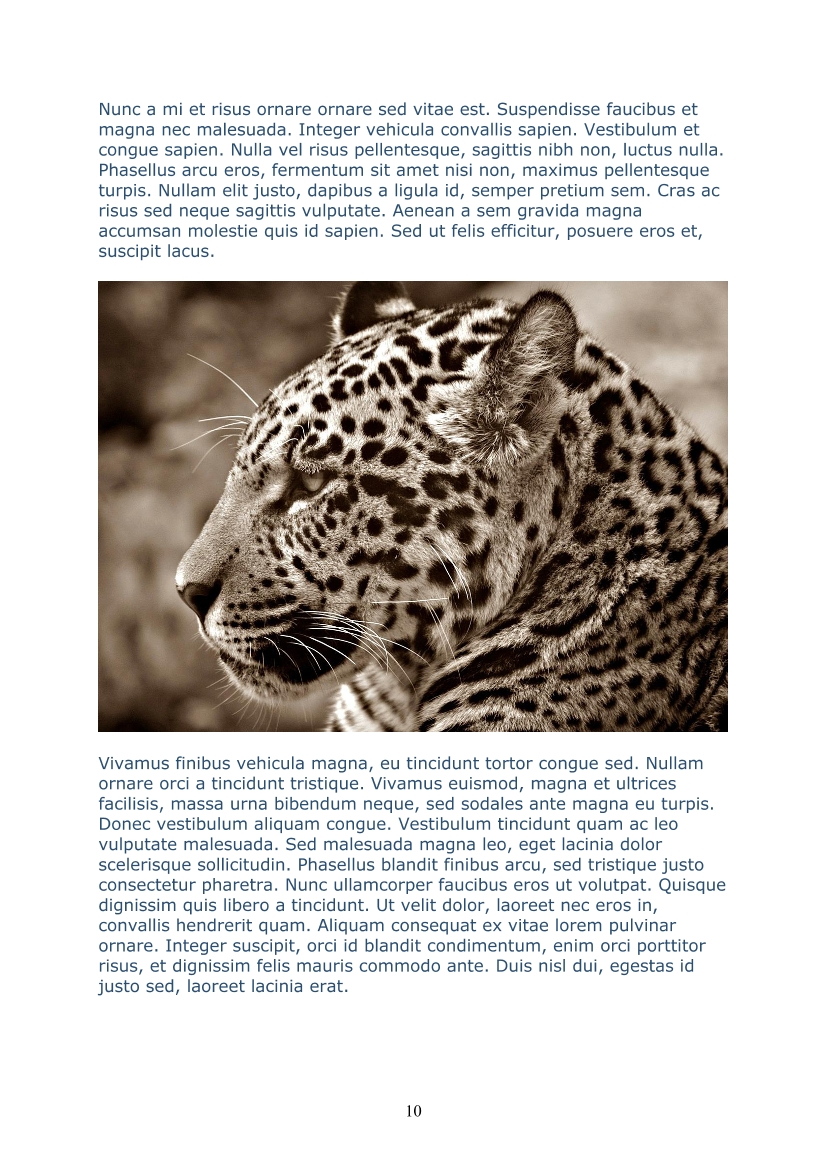 Nunc a mi et risus ornare ornare sed vitae est. Suspendisse faucibus et
magna nec malesuada. Integer vehicula convallis sapien. Vestibulum et
congue sapien. Nulla vel risus pellentesque, sagittis nibh non, luctus nulla.
Phasellus arcu eros, fermentum sit amet nisi non, maximus pellentesque
turpis. Nullam elit justo, dapibus a ligula id, semper pretium sem. Cras ac
risus sed neque sagittis vulputate. Aenean a sem gravida magna
accumsan molestie quis id sapien. Sed ut felis efficitur, posuere eros et,
suscipit lacus.
Vivamus finibus vehicula magna, eu tincidunt tortor congue sed. Nullam
ornare orci a tincidunt tristique. Vivamus euismod, magna et ultrices
facilisis, massa urna bibendum neque, sed sodales ante magna eu turpis.
Donec vestibulum aliquam congue. Vestibulum tincidunt quam ac leo
vulputate malesuada. Sed malesuada magna leo, eget lacinia dolor
scelerisque sollicitudin. Phasellus blandit finibus arcu, sed tristique justo
consectetur pharetra. Nunc ullamcorper faucibus eros ut volutpat. Quisque
dignissim quis libero a tincidunt. Ut velit dolor, laoreet nec eros in,
convallis hendrerit quam. Aliquam consequat ex vitae lorem pulvinar
ornare. Integer suscipit, orci id blandit condimentum, enim orci porttitor
risus, et dignissim felis mauris commodo ante. Duis nisl dui, egestas id
justo sed, laoreet lacinia erat.
10